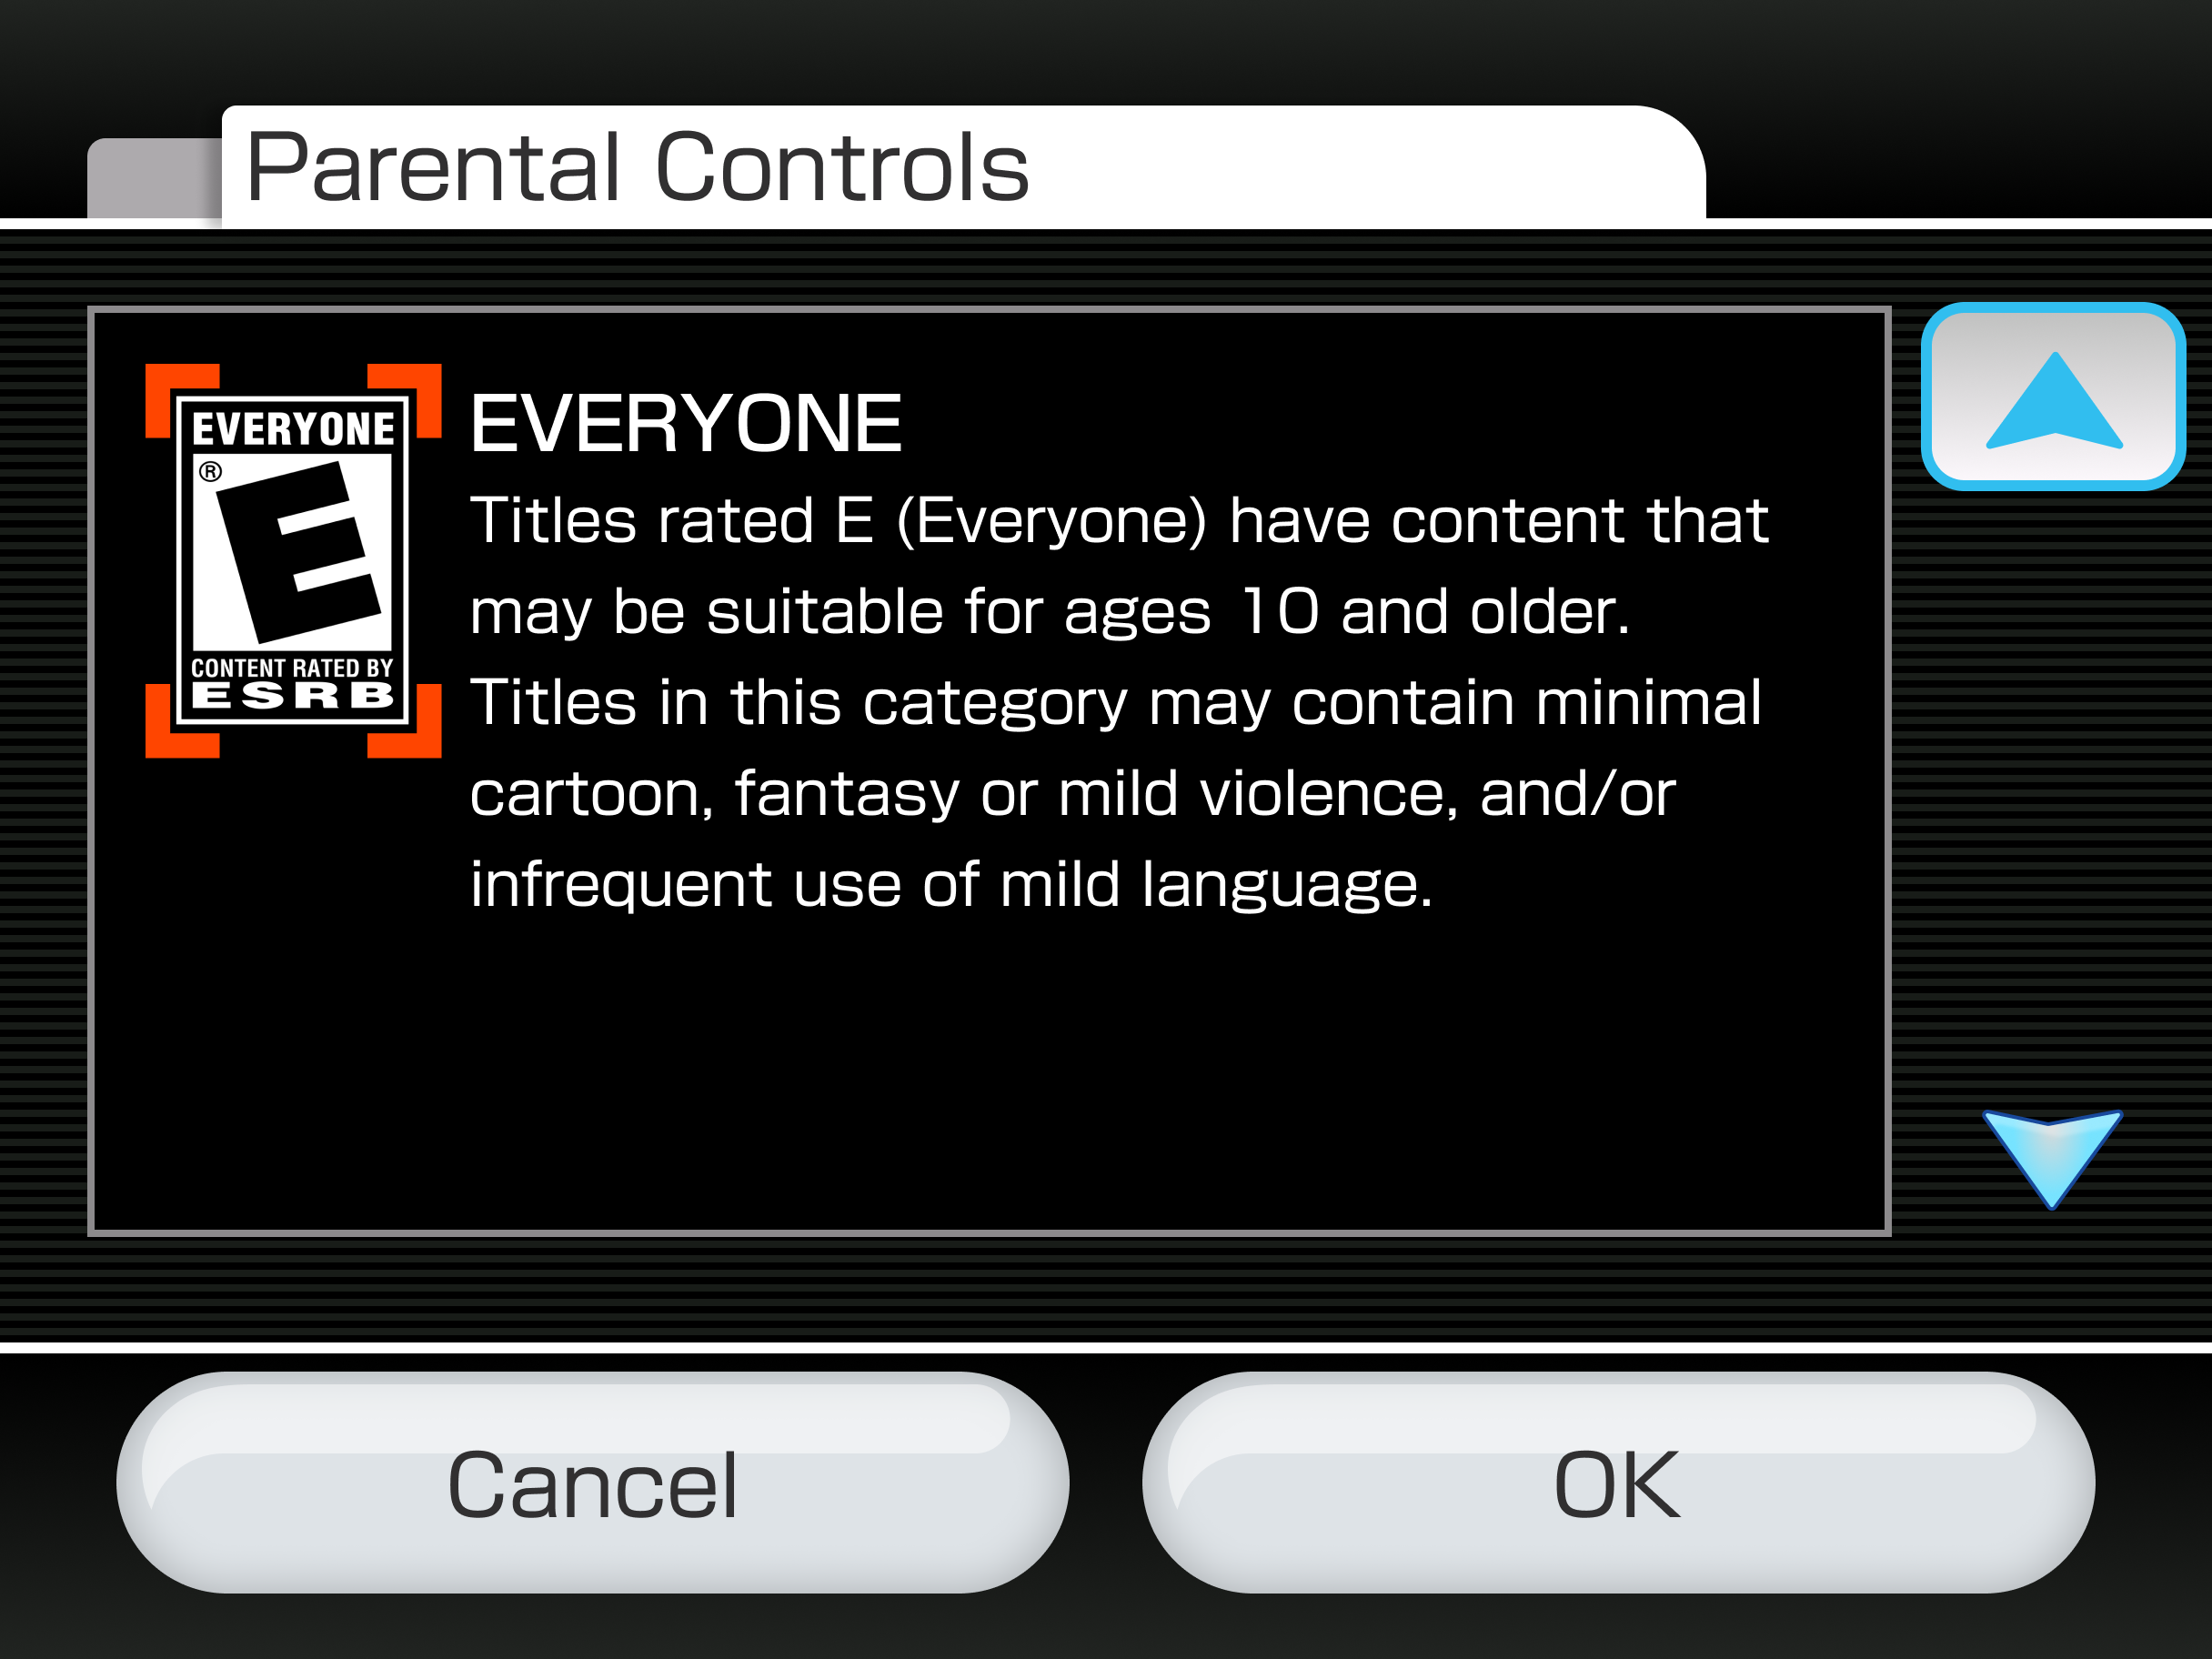 Parental Controls
EVERYONE
®
E
CONTENT RATED BY
ESRB
EVERYONE
Titles rated E (Everyone) have content that
may be suitable for ages 10 and older.
Titles in this category may contain minimal
cartoon, fantasy or mild violence, and/or
infrequent use of mild language.
Cancel
OK